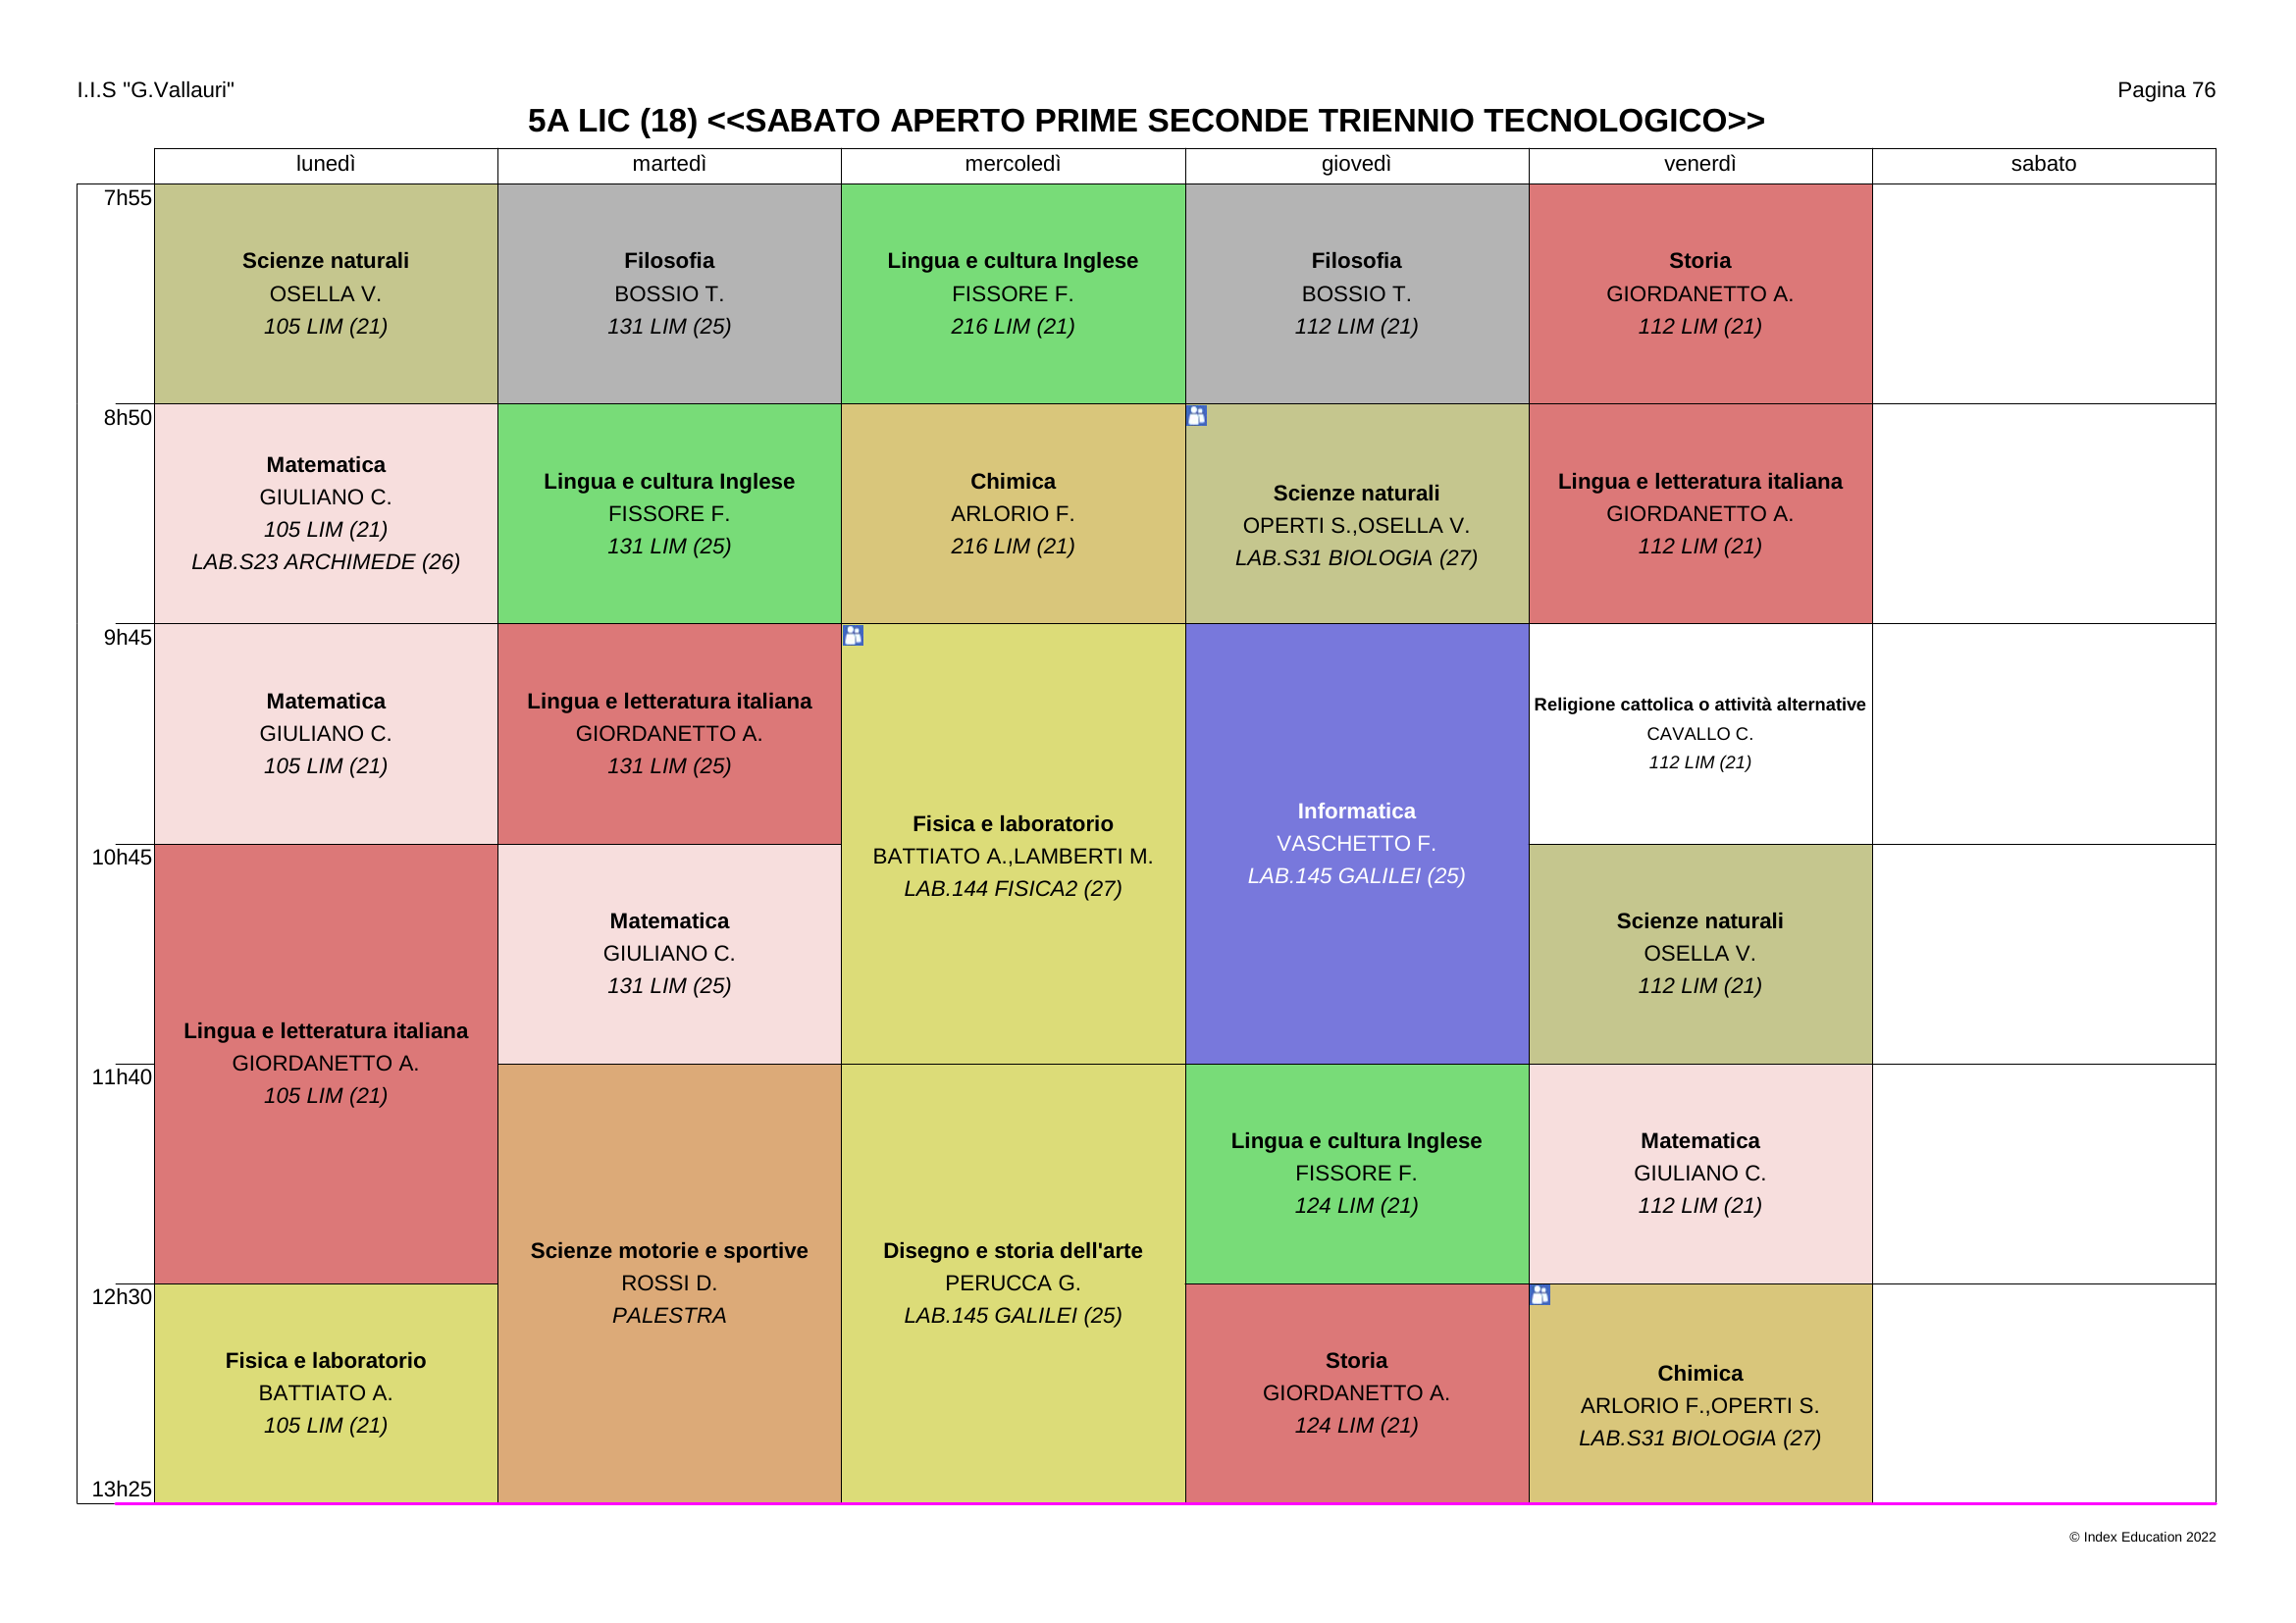 I.I.S "G.Vallauri"
Pagina 76
5A LIC (18) <<SABATO APERTO PRIME SECONDE TRIENNIO TECNOLOGICO>>
lunedì
martedì
mercoledì
giovedì
venerdì
sabato
7h55
Scienze naturali
OSELLA V.
105 LIM (21)
Filosofia
BOSSIO T.
131 LIM (25)
Lingua e cultura Inglese
FISSORE F.
216 LIM (21)
Filosofia
BOSSIO T.
112 LIM (21)
Storia
GIORDANETTO A.
112 LIM (21)
8h50
Matematica
GIULIANO C.
105 LIM (21)
LAB.S23 ARCHIMEDE (26)
Lingua e cultura Inglese
FISSORE F.
131 LIM (25)
Chimica
ARLORIO F.
216 LIM (21)
Scienze naturali
OPERTI S.,OSELLA V.
LAB.S31 BIOLOGIA (27)
Lingua e letteratura italiana
GIORDANETTO A.
112 LIM (21)
9h45
Matematica
GIULIANO C.
105 LIM (21)
Lingua e letteratura italiana
GIORDANETTO A.
131 LIM (25)
Fisica e laboratorio
BATTIATO A.,LAMBERTI M.
LAB.144 FISICA2 (27)
Informatica
VASCHETTO F.
LAB.145 GALILEI (25)
Religione cattolica o attività alternative
CAVALLO C.
112 LIM (21)
10h45
Lingua e letteratura italiana
GIORDANETTO A.
105 LIM (21)
Matematica
GIULIANO C.
131 LIM (25)
Scienze naturali
OSELLA V.
112 LIM (21)
11h40
Scienze motorie e sportive
ROSSI D.
PALESTRA
Disegno e storia dell'arte
PERUCCA G.
LAB.145 GALILEI (25)
Lingua e cultura Inglese
FISSORE F.
124 LIM (21)
Matematica
GIULIANO C.
112 LIM (21)
12h30
Fisica e laboratorio
BATTIATO A.
105 LIM (21)
Storia
GIORDANETTO A.
124 LIM (21)
Chimica
ARLORIO F.,OPERTI S.
LAB.S31 BIOLOGIA (27)
13h25
© Index Education 2022